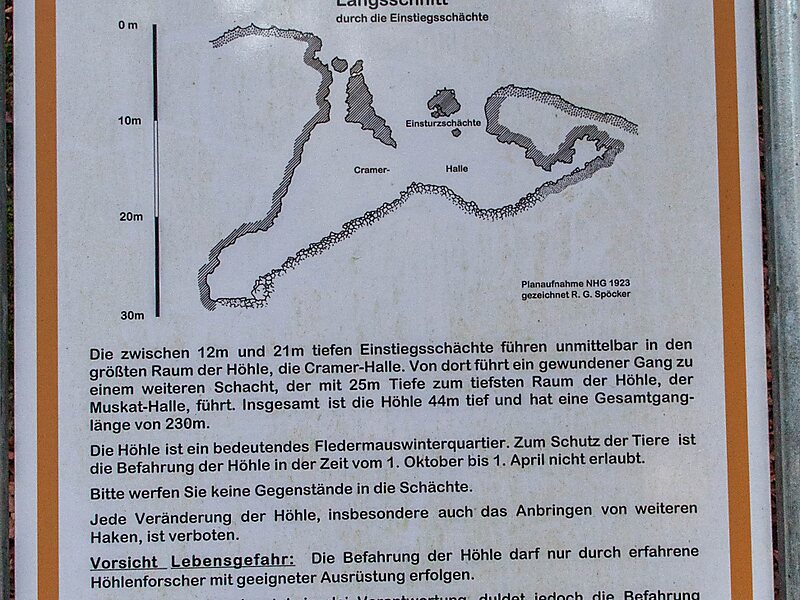 Längsschnitt
durch die Einstiegsschächte
0 m
10m
Einsturzschächte
Cramer- Halle
20m
Planaufnahme NHG 1923
gezeichnet R. G. Spöcker
30m
Die zwischen 12m und 21m tiefen Einstiegsschächte führen unmittelbar in den
größten Raum der Höhle, die Cramer-Halle. Von dort führt ein gewundener Gang zu
einem weiteren Schacht, der mit 25m Tiefe zum tiefsten Raum der Höhle, der
Muskat-Halle, führt. Insgesamt ist die Höhle 44m tief und hat eine Gesamtgang-
länge von 230m.
Die Höhle ist ein bedeutendes Fledermauswinterquartier. Zum Schutz der Tiere ist
die Befahrung der Höhle in der Zeit vom 1. Oktober bis 1. April nicht erlaubt.
Bitte werfen Sie keine Gegenstände in die Schächte.
Jede Veränderung der Höhle, insbesondere auch das Anbringen von weiteren
Haken, ist verboten.
Vorsicht Lebensgefahr: Die Befahrung der Höhle darf nur durch erfahrene
Höhlenforscher mit geeigneter Ausrüstung erfolgen.
Verantwortung, duldet jedoch die Befahrung